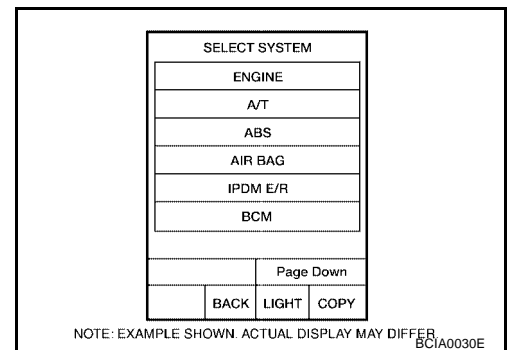 SELECT SYSTEM
ENGINE
A/T
ABS
AIR BAG
IPDM E/R
BCM
Page Down
BACK LIGHT COPY
NOTE: EXAMPLE SHOWN. ACTUAL DISPLAY MAY DIFFER.
BCIA0030E